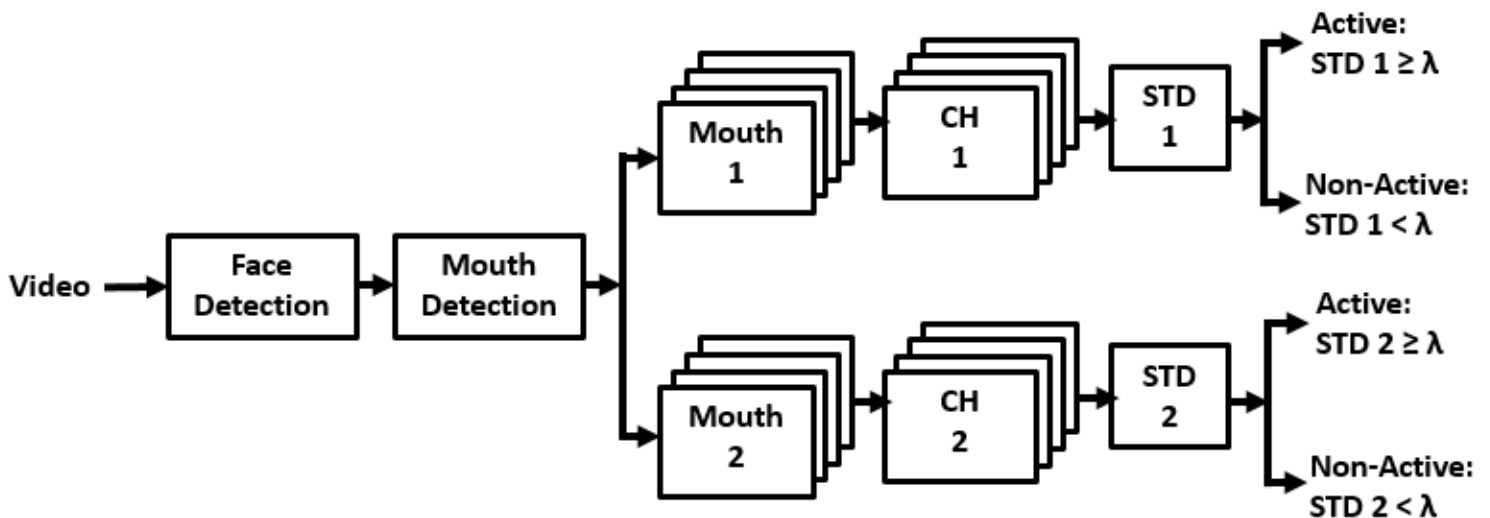 Video
Face
Detection
Mouth
Detection
Mouth
1
CH
1
STD
1
Active:
STD 1 ≥ λ
Non-Active:
STD 1 < λ
Mouth
2
CH
2
STD
2
Active:
STD 2 ≥ λ
Non-Active:
STD 2 < λ